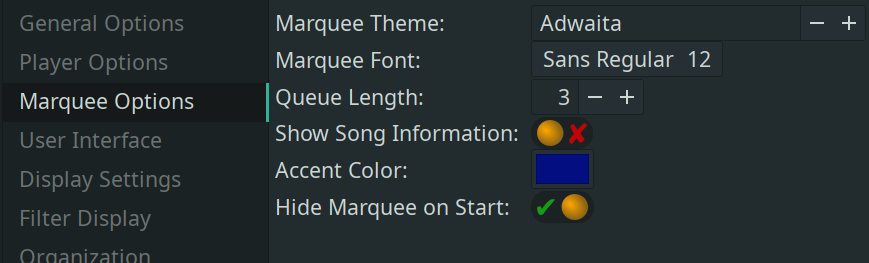 General Options
Player Options
Marquee Options
User Interface
Display Settings
Filter Display
Organization
Marquee Theme: Adwaita
Marquee Font: Sans Regular 12
Queue Length: 3
Show Song Information:
Accent Color:
Hide Marquee on Start: